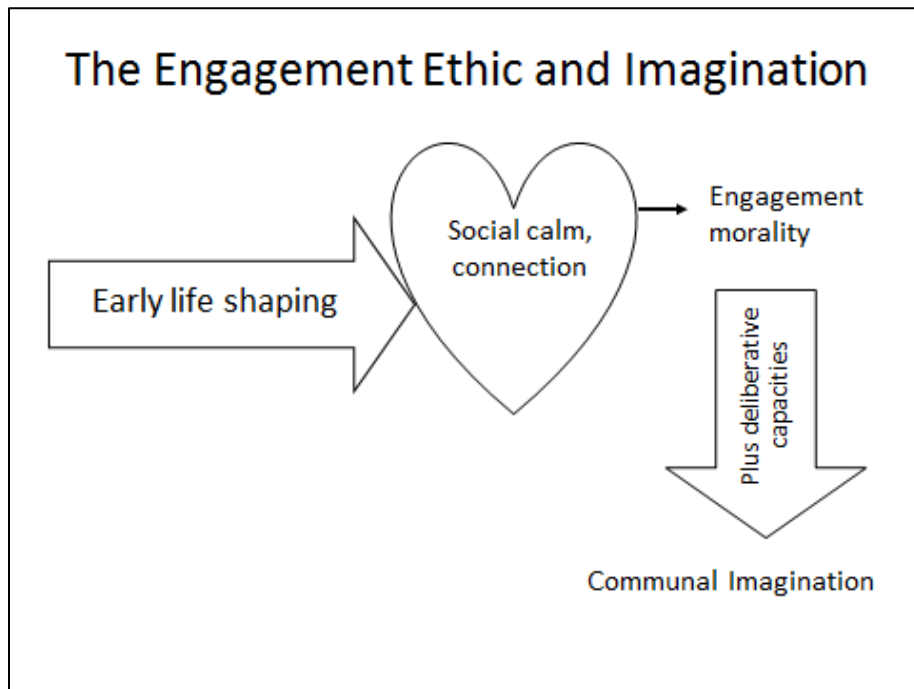 The Engagement Ethic and Imagination
Early life shaping
Social calm,
connection
Engagement
morality
Plus deliberative
capacities
Communal Imagination